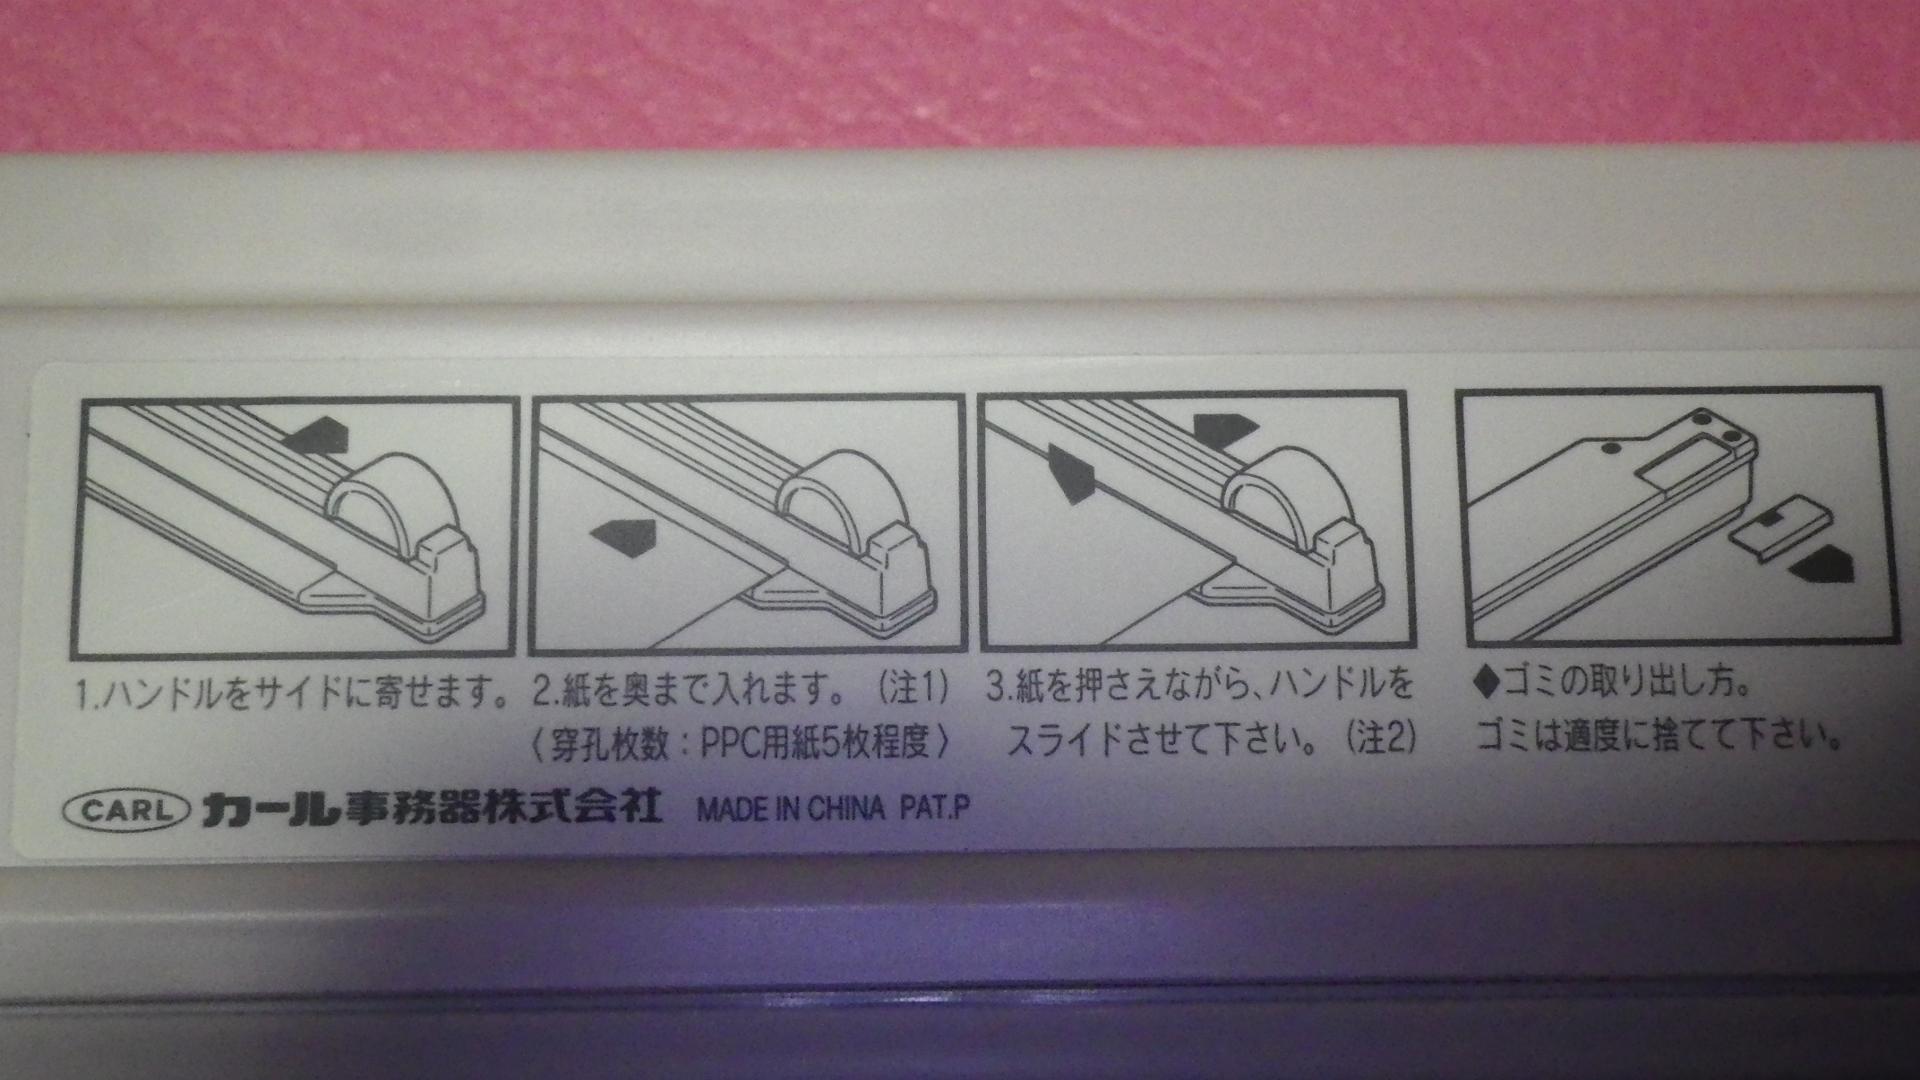 1.ハンドルをサイドに寄せます。
2.紙を奥まで入れます。（注1）
〈穿孔枚数：PPC用紙5枚程度〉
3.紙を押さえながら、ハンドルを
スライドさせて下さい。（注2）
◆ゴミの取り出し方。
ゴミは適度に捨てて下さい。
CARL カール事務器株式会社 MADE IN CHINA PAT.P